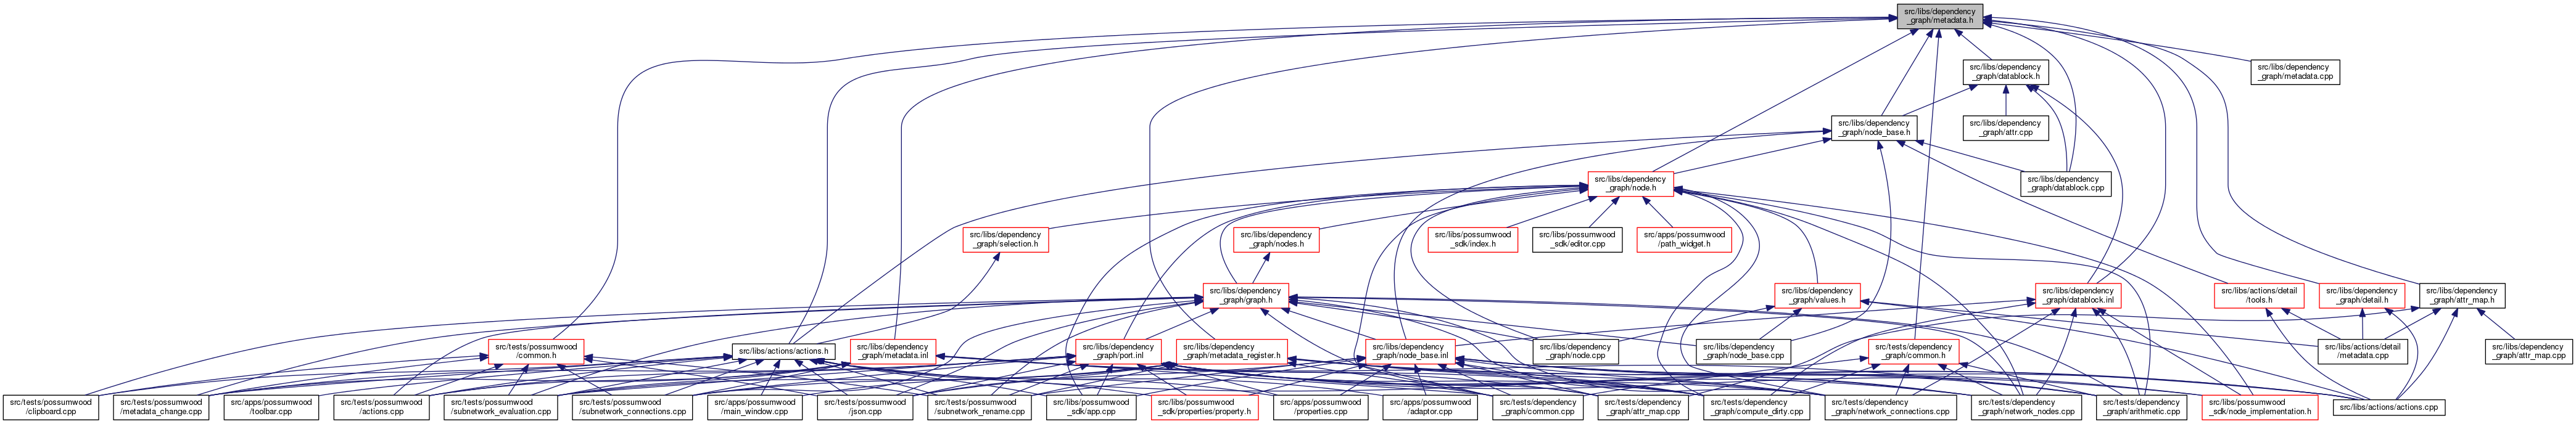 src/libs/dependency
_graph/metadata.h
src/libs/dependency
_graph/datablock.h
src/libs/dependency
_graph/metadata.cpp
src/libs/dependency
_graph/node_base.h
src/libs/dependency
_graph/attr.cpp
src/libs/dependency
_graph/node.h
src/libs/dependency
_graph/datablock.cpp
src/libs/dependency
_graph/selection.h
src/libs/dependency
_graph/nodes.h
src/libs/possumwood
_sdk/index.h
src/libs/possumwood
_sdk/editor.cpp
src/apps/possumwood
/path_widget.h
src/libs/dependency
_graph/graph.h
src/libs/dependency
_graph/values.h
src/libs/dependency
_graph/datablock.inl
src/libs/actions/detail
/tools.h
src/libs/dependency
_graph/detail.h
src/libs/dependency
_graph/attr_map.h
src/tests/possumwood
/common.h
src/libs/actions/actions.h
src/libs/dependency
_graph/metadata.inl
src/libs/dependency
_graph/port.inl
src/libs/dependency
_graph/metadata_register.h
src/libs/dependency
_graph/node_base.inl
src/libs/dependency
_graph/node.cpp
src/libs/dependency
_graph/node_base.cpp
src/tests/dependency
_graph/common.h
src/libs/actions/detail
/metadata.cpp
src/libs/dependency
_graph/attr_map.cpp
src/tests/possumwood
/clipboard.cpp
src/tests/possumwood
/metadata_change.cpp
src/apps/possumwood
/toolbar.cpp
src/tests/possumwood
/actions.cpp
src/tests/possumwood
/subnetwork_evaluation.cpp
src/tests/possumwood
/subnetwork_connections.cpp
src/apps/possumwood
/main_window.cpp
src/tests/possumwood
/json.cpp
src/tests/possumwood
/subnetwork_rename.cpp
src/libs/possumwood
_sdk/app.cpp
src/libs/possumwood
_sdk/properties/property.h
src/apps/possumwood
/properties.cpp
src/apps/possumwood
/adaptor.cpp
src/tests/dependency
_graph/common.cpp
src/tests/dependency
_graph/attr_map.cpp
src/tests/dependency
_graph/compute_dirty.cpp
src/tests/dependency
_graph/network_connections.cpp
src/tests/dependency
_graph/network_nodes.cpp
src/tests/dependency
_graph/arithmetic.cpp
src/libs/possumwood
_sdk/node_implementation.h
src/libs/actions/actions.cpp